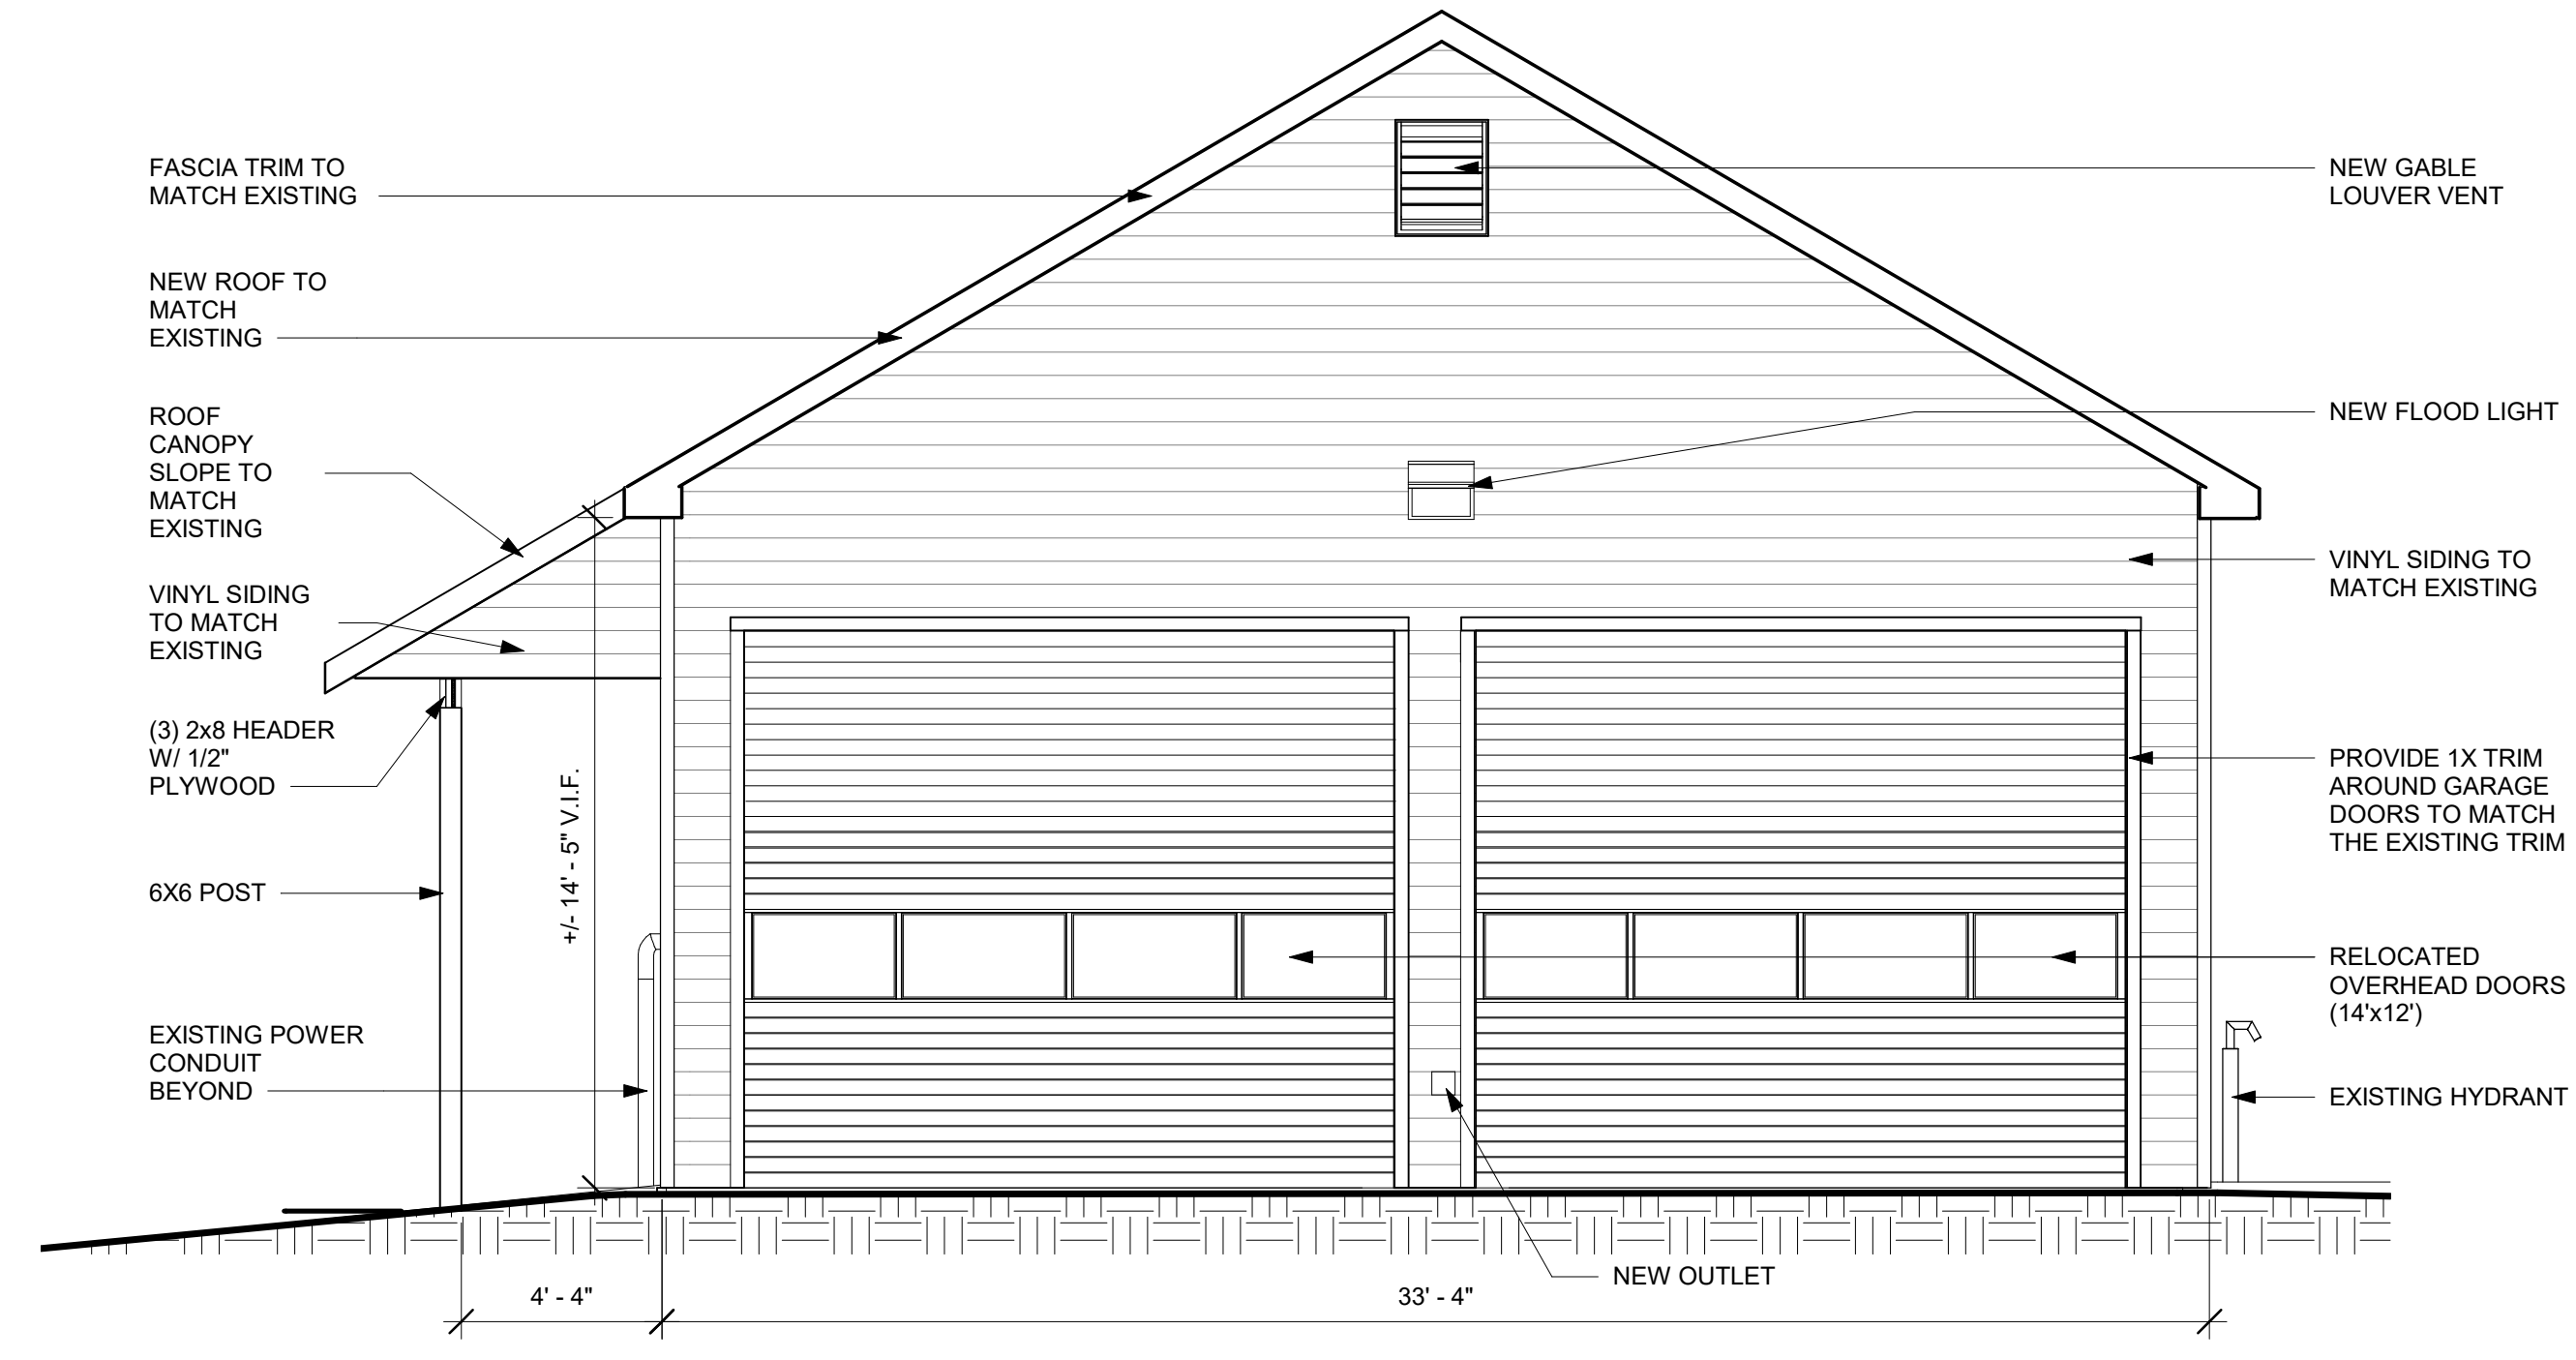 FASCIA TRIM TO
MATCH EXISTING
NEW ROOF TO
MATCH
EXISTING
ROOF
CANOPY
SLOPE TO
MATCH
EXISTING
VINYL SIDING
TO MATCH
EXISTING
(3) 2x8 HEADER
W/ 1/2"
PLYWOOD
6X6 POST
EXISTING POWER
CONDUIT
BEYOND
+/- 14' - 5" V.I.F.
NEW GABLE
LOUVER VENT
NEW FLOOD LIGHT
VINYL SIDING TO
MATCH EXISTING
PROVIDE 1X TRIM
AROUND GARAGE
DOORS TO MATCH
THE EXISTING TRIM
RELOCATED
OVERHEAD DOORS
(14'x12')
EXISTING HYDRANT
NEW OUTLET
4' - 4"
33' - 4"